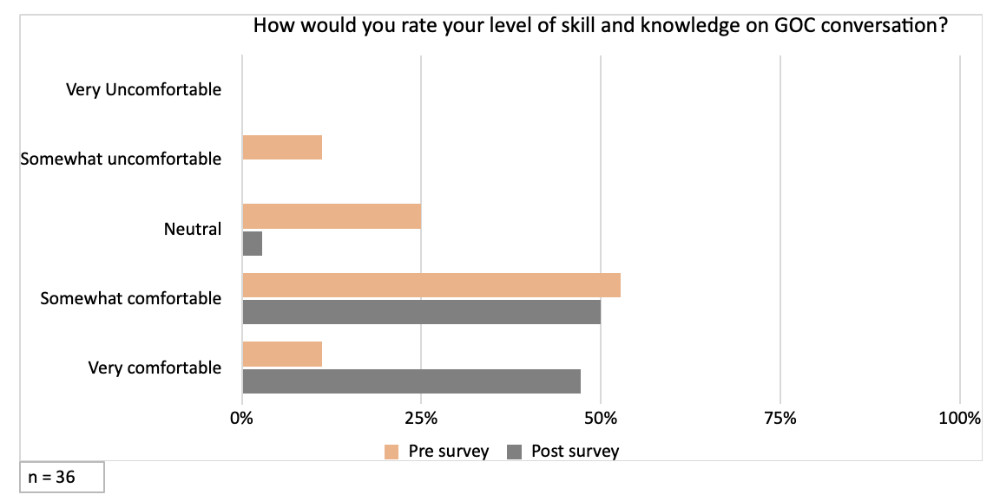 How would you rate your level of skill and knowledge on GOC conversation?
Very Uncomfortable
Somewhat uncomfortable
Neutral
Somewhat comfortable
Very comfortable
0% 25% 50% 75% 100%
Pre survey Post survey
n = 36